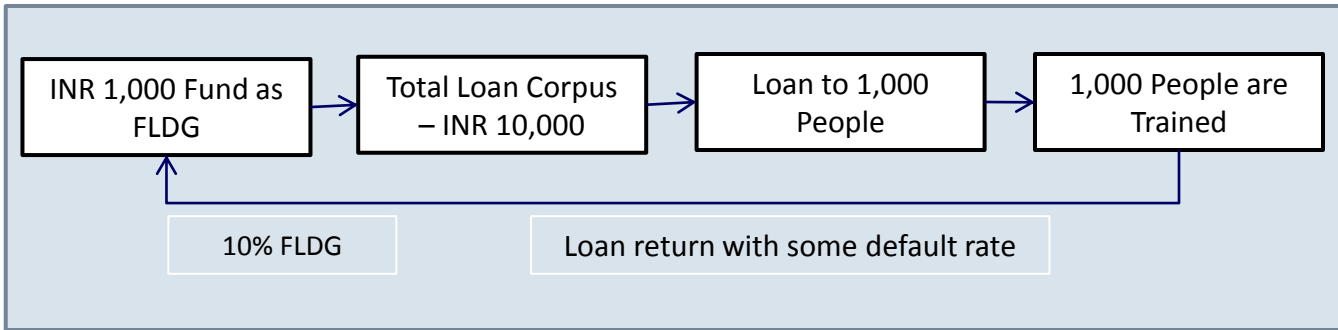 INR 1,000 Fund as
FLDG
Total Loan Corpus
– INR 10,000
Loan to 1,000
People
1,000 People are
Trained
10% FLDG
Loan return with some default rate